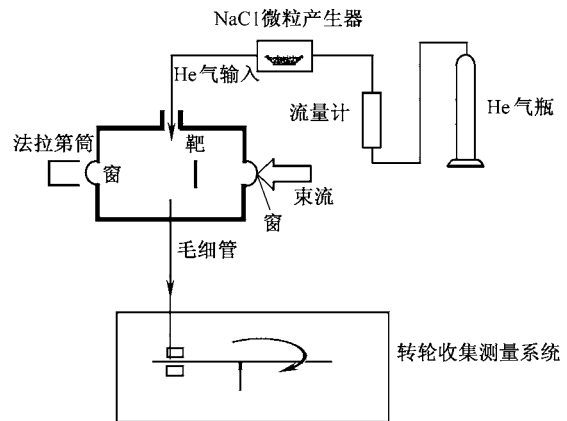 NaCl微粒产生器
He气输入
流量计
He气瓶
法拉第筒
靶
窗
束流
窗
毛细管
转轮收集测量系统